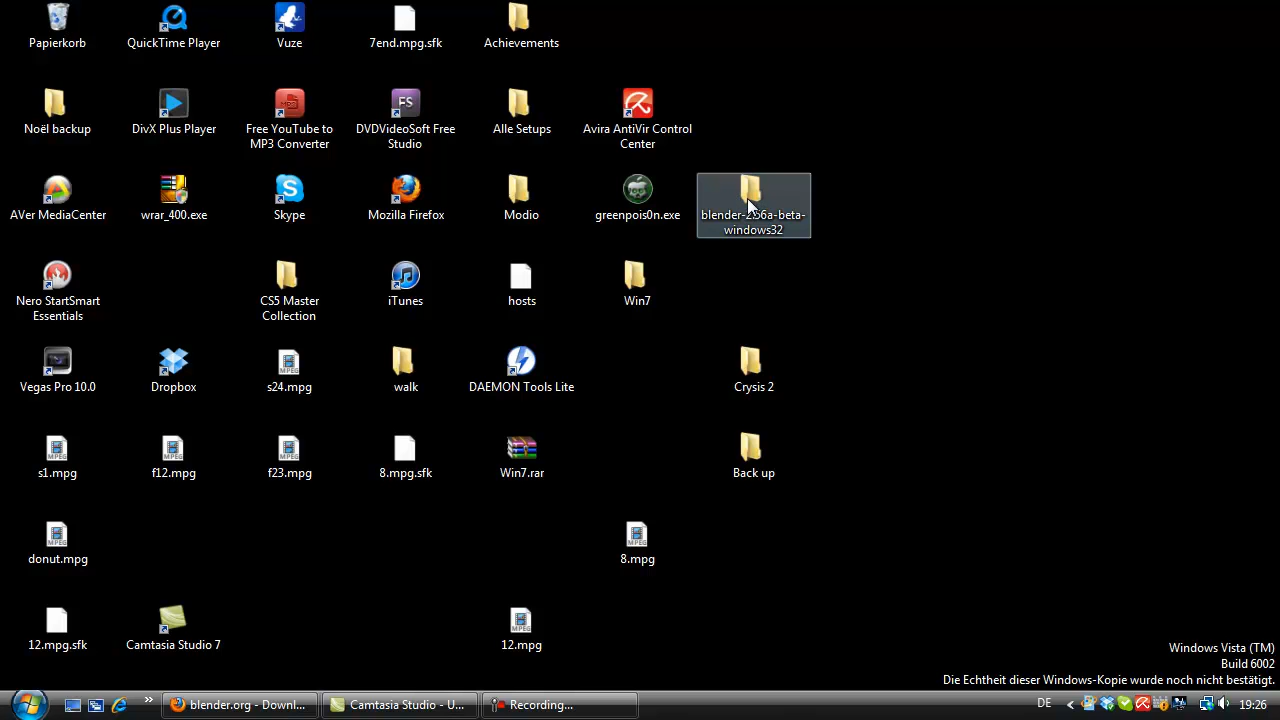 Papierkorb
QuickTime Player
Vuze
7end.mpg.sfk
Achievements
Noël backup
DivX Plus Player
Free YouTube to
MP3 Converter
DVDVideoSoft Free
Studio
Alle Setups
Avira AntiVir Control
Center
AVer MediaCenter
wrar_400.exe
Skype
Mozilla Firefox
Modio
greenpois0n.exe
blender-2.56a-beta-
windows32
Nero StartSmart
Essentials
CS5 Master
Collection
iTunes
hosts
Win7
Vegas Pro 10.0
Dropbox
s24.mpg
walk
DAEMON Tools Lite
Crysis 2
s1.mpg
f12.mpg
f23.mpg
8.mpg.sfk
Win7.rar
Back up
donut.mpg
8.mpg
12.mpg.sfk
Camtasia Studio 7
12.mpg
Windows Vista (TM)
Build 6002
Die Echtheit dieser Windows-Kopie wurde noch nicht bestätigt.
blender.org - Downl...
Camtasia Studio - U...
Recording...
DE
19:26